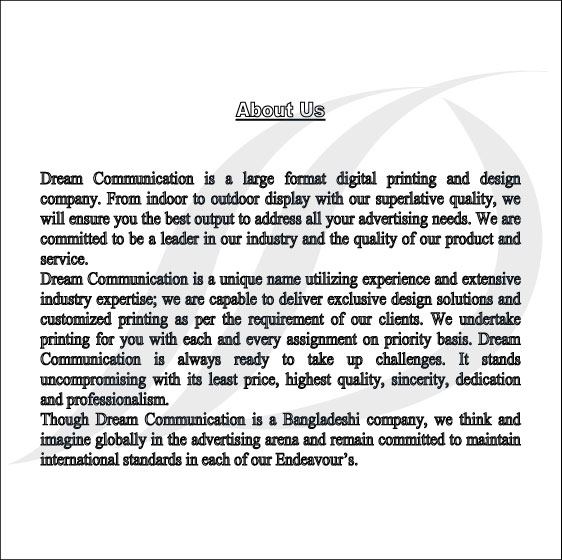 About Us
Dream Communication is a large format digital printing and design
company. From indoor to outdoor display with our superlative quality, we
will ensure you the best output to address all your advertising needs. We are
committed to be a leader in our industry and the quality of our product and
service.
Dream Communication is a unique name utilizing experience and extensive
industry expertise; we are capable to deliver exclusive design solutions and
customized printing as per the requirement of our clients. We undertake
printing for you with each and every assignment on priority basis. Dream
Communication is always ready to take up challenges. It stands
uncompromising with its least price, highest quality, sincerity, dedication
and professionalism.
Though Dream Communication is a Bangladeshi company, we think and
imagine globally in the advertising arena and remain committed to maintain
international standards in each of our Endeavour's.